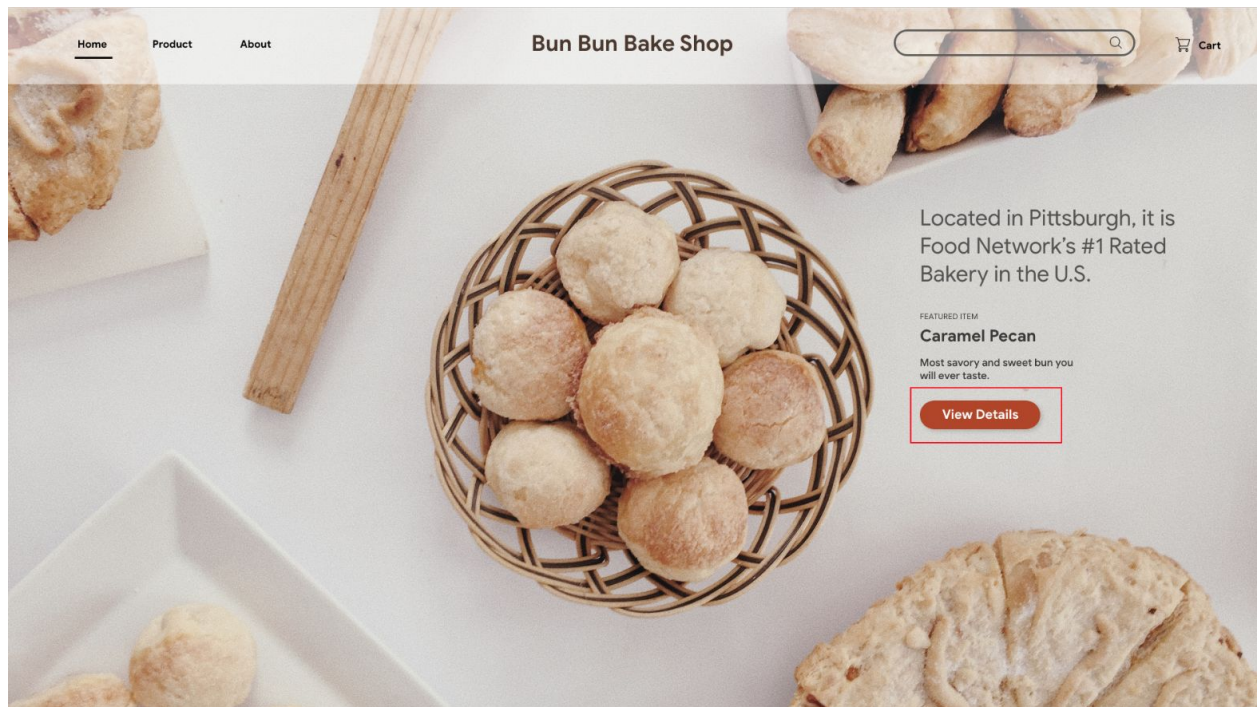 Home
Product
About
Bun Bun Bake Shop
Cart
Located in Pittsburgh, it is
Food Network’s #1 Rated
Bakery in the U.S.
FEATURED ITEM
Caramel Pecan
Most savory and sweet bun you
will ever taste.
View Details